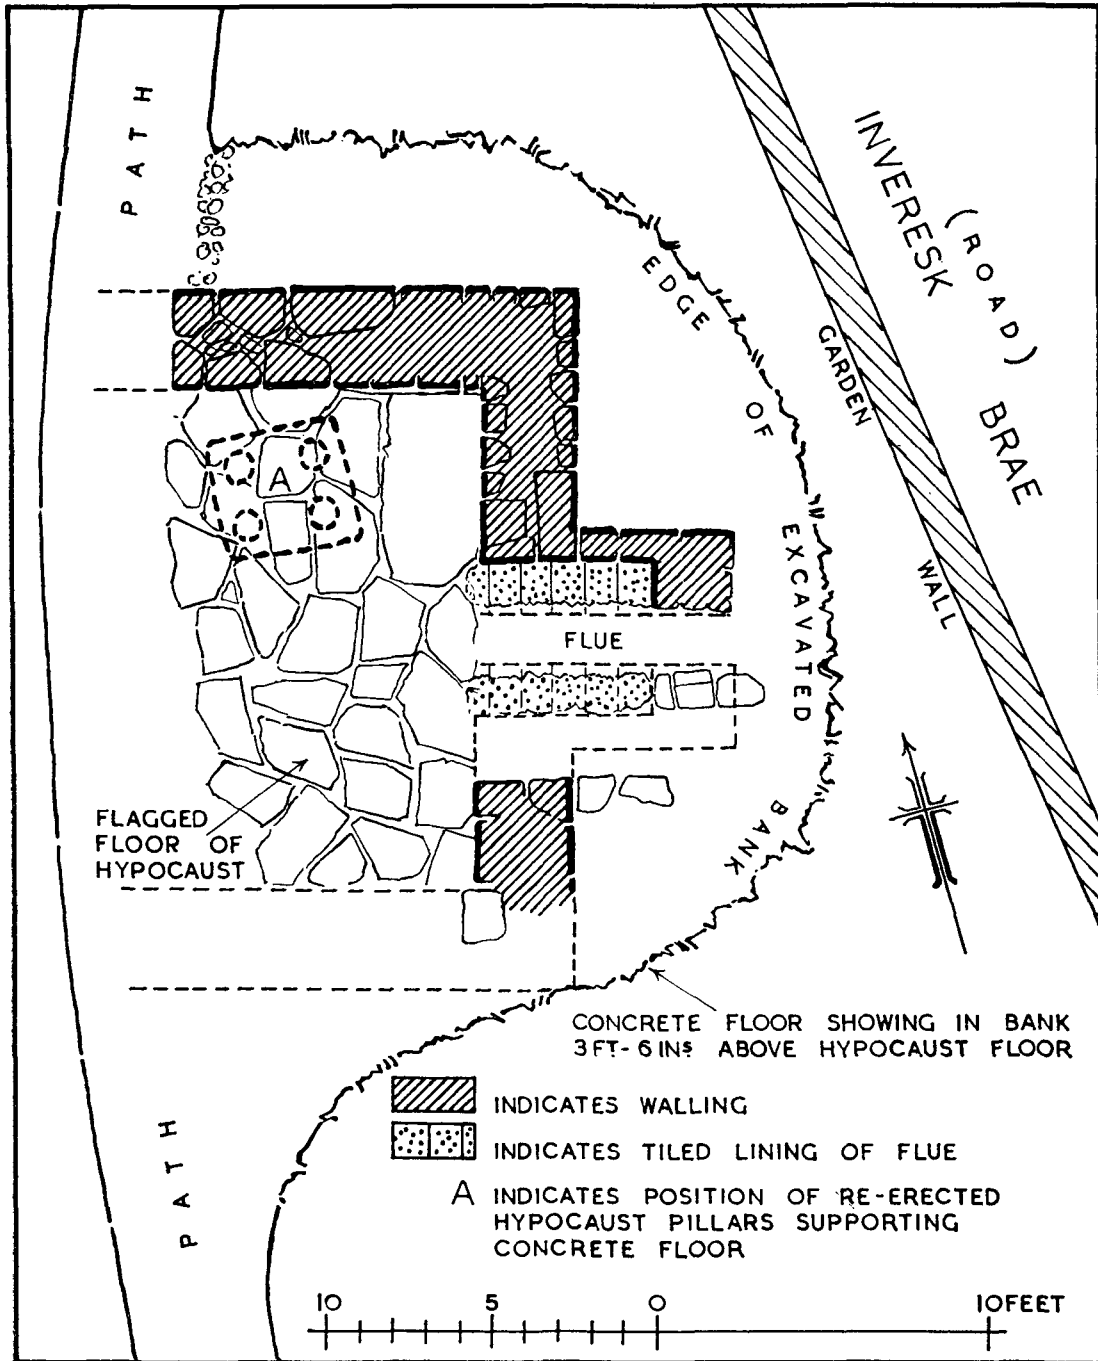 PATH
INVERESK
(ROAD)
BRAE
EDGE
OF
EXCAVATED
BANK
GARDEN
WALL
A
FLUE
FLAGGED
FLOOR OF
HYPOCAUST
CONCRETE FLOOR SHOWING IN BANK
3FT-6INS ABOVE HYPOCAUST FLOOR
INDICATES WALLING
INDICATES TILED LINING OF FLUE
A INDICATES POSITION OF RE-ERECTED
HYPOCAUST PILLARS SUPPORTING
CONCRETE FLOOR
PATH
10 5 0 10FEET